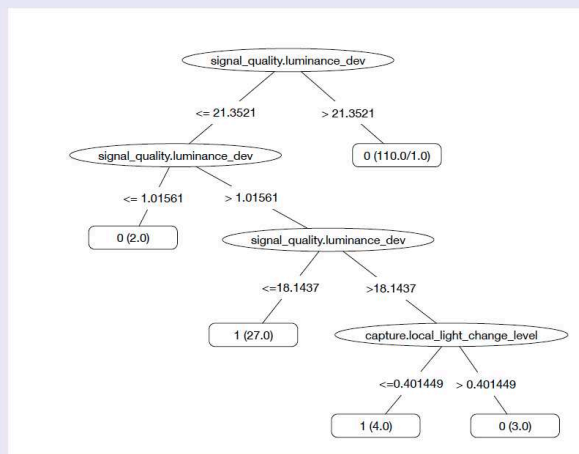 signal_quality.luminance_dev
<= 21.3521 > 21.3521
signal_quality.luminance_dev 0 (110.0/1.0)
<= 1.01561 > 1.01561
0 (2.0) signal_quality.luminance_dev
<=18.1437 >18.1437
1 (27.0) capture.local_light_change_level
<=0.401449 > 0.401449
1 (4.0) 0 (3.0)